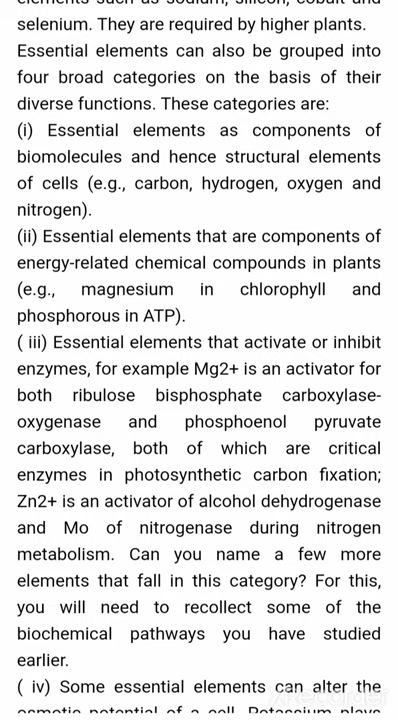 selenium. They are required by higher plants.
Essential elements can also be grouped into
four broad categories on the basis of their
diverse functions. These categories are:
(i) Essential elements as components of
biomolecules and hence structural elements
of cells (e.g., carbon, hydrogen, oxygen and
nitrogen).
(ii) Essential elements that are components of
energy-related chemical compounds in plants
(e.g., magnesium in chlorophyll and
phosphorous in ATP).
( iii) Essential elements that activate or inhibit
enzymes, for example Mg2+ is an activator for
both ribulose bisphosphate carboxylase-
oxygenase and phosphoenol pyruvate
carboxylase, both of which are critical
enzymes in photosynthetic carbon fixation;
Zn2+ is an activator of alcohol dehydrogenase
and Mo of nitrogenase during nitrogen
metabolism. Can you name a few more
elements that fall in this category? For this,
you will need to recollect some of the
biochemical pathways you have studied
earlier.
( iv) Some essential elements can alter the
osmotic potential of a cell. Potassium plays